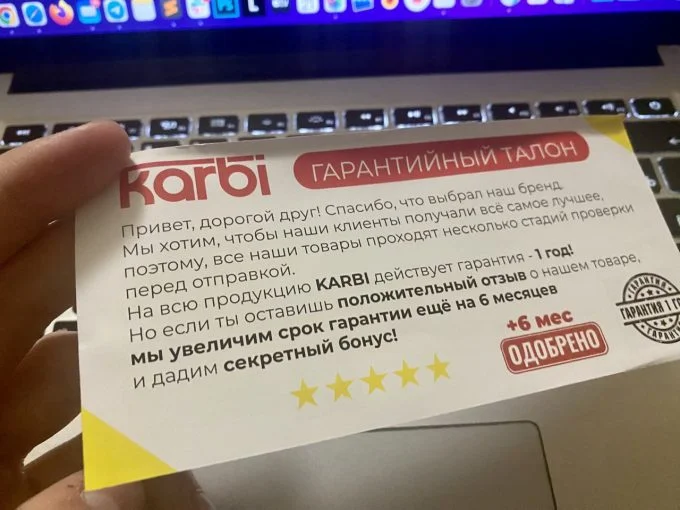 karbi
ГАРАНТИЙНЫЙ ТАЛОН
Привет, дорогой друг! Спасибо, что выбрал наш бренд.
Мы хотим, чтобы наши клиенты получали всё самое лучшее,
поэтому, все наши товары проходят несколько стадий проверки
перед отправкой.
На всю продукцию KARBI действует гарантия - 1 год!
Но если ты оставишь положительный отзыв о нашем товаре,
мы увеличим срок гарантии ещё на 6 месяцев
и дадим секретный бонус!
+6 мес
ОДОБРЕНО
ГАРАНТИЯ
ГАРАНТИЯ 1